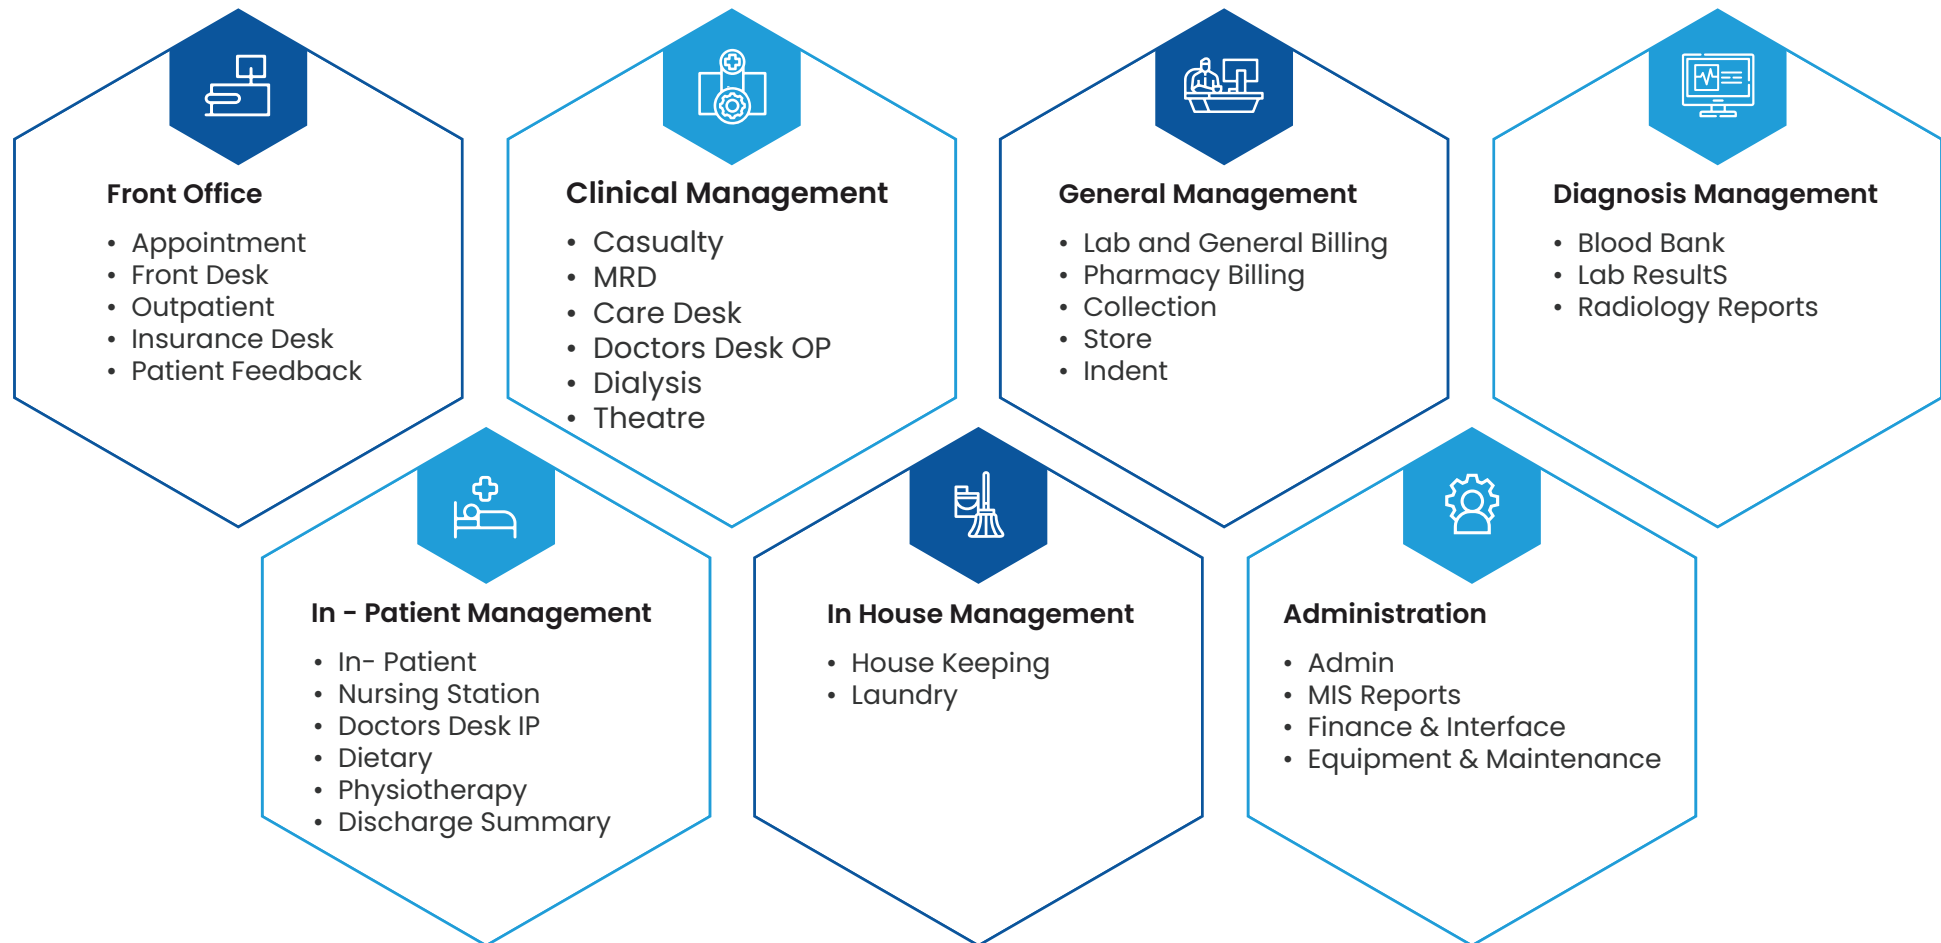 Front Office
• Appointment
• Front Desk
• Outpatient
• Insurance Desk
• Patient Feedback
Clinical Management
• Casualty
• MRD
• Care Desk
• Doctors Desk OP
• Dialysis
• Theatre
General Management
• Lab and General Billing
• Pharmacy Billing
• Collection
• Store
• Indent
Diagnosis Management
• Blood Bank
• Lab ResultS
• Radiology Reports
In - Patient Management
• In- Patient
• Nursing Station
• Doctors Desk IP
• Dietary
• Physiotherapy
• Discharge Summary
In House Management
• House Keeping
• Laundry
Administration
• Admin
• MIS Reports
• Finance & Interface
• Equipment & Maintenance